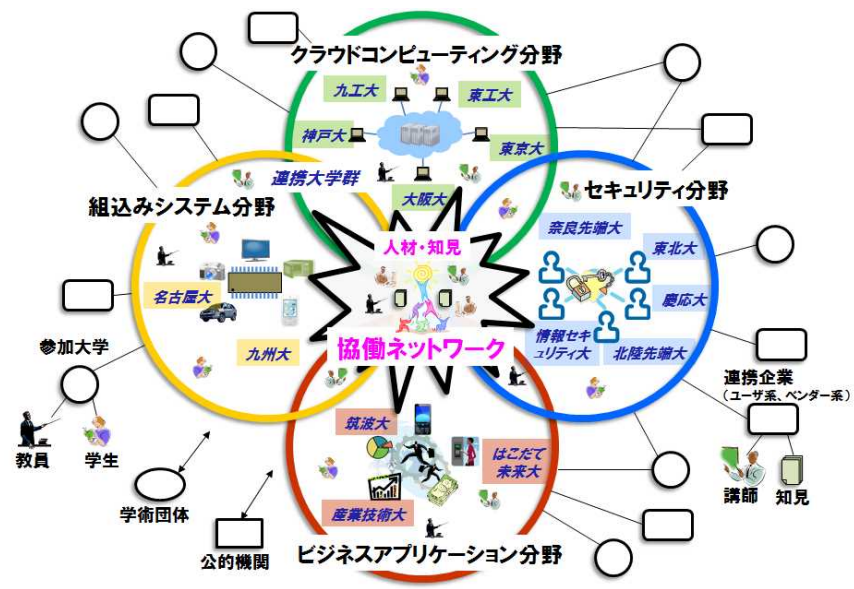 クラウドコンピューティング分野
九工大
東工大
神戸大
東京大
大阪大
連携大学群
組込みシステム分野
セキュリティ分野
奈良先端大
東北大
慶応大
情報セキ
ュリティ大
北陸先端大
人材・知見
協働ネットワーク
名古屋大
九州大
参加大学
教員
学生
連携企業
（ユーザ系、ベンダー系）
講師
知見
筑波大
はこだて
未来大
産業技術大
ビジネスアプリケーション分野
学術団体
公的機関